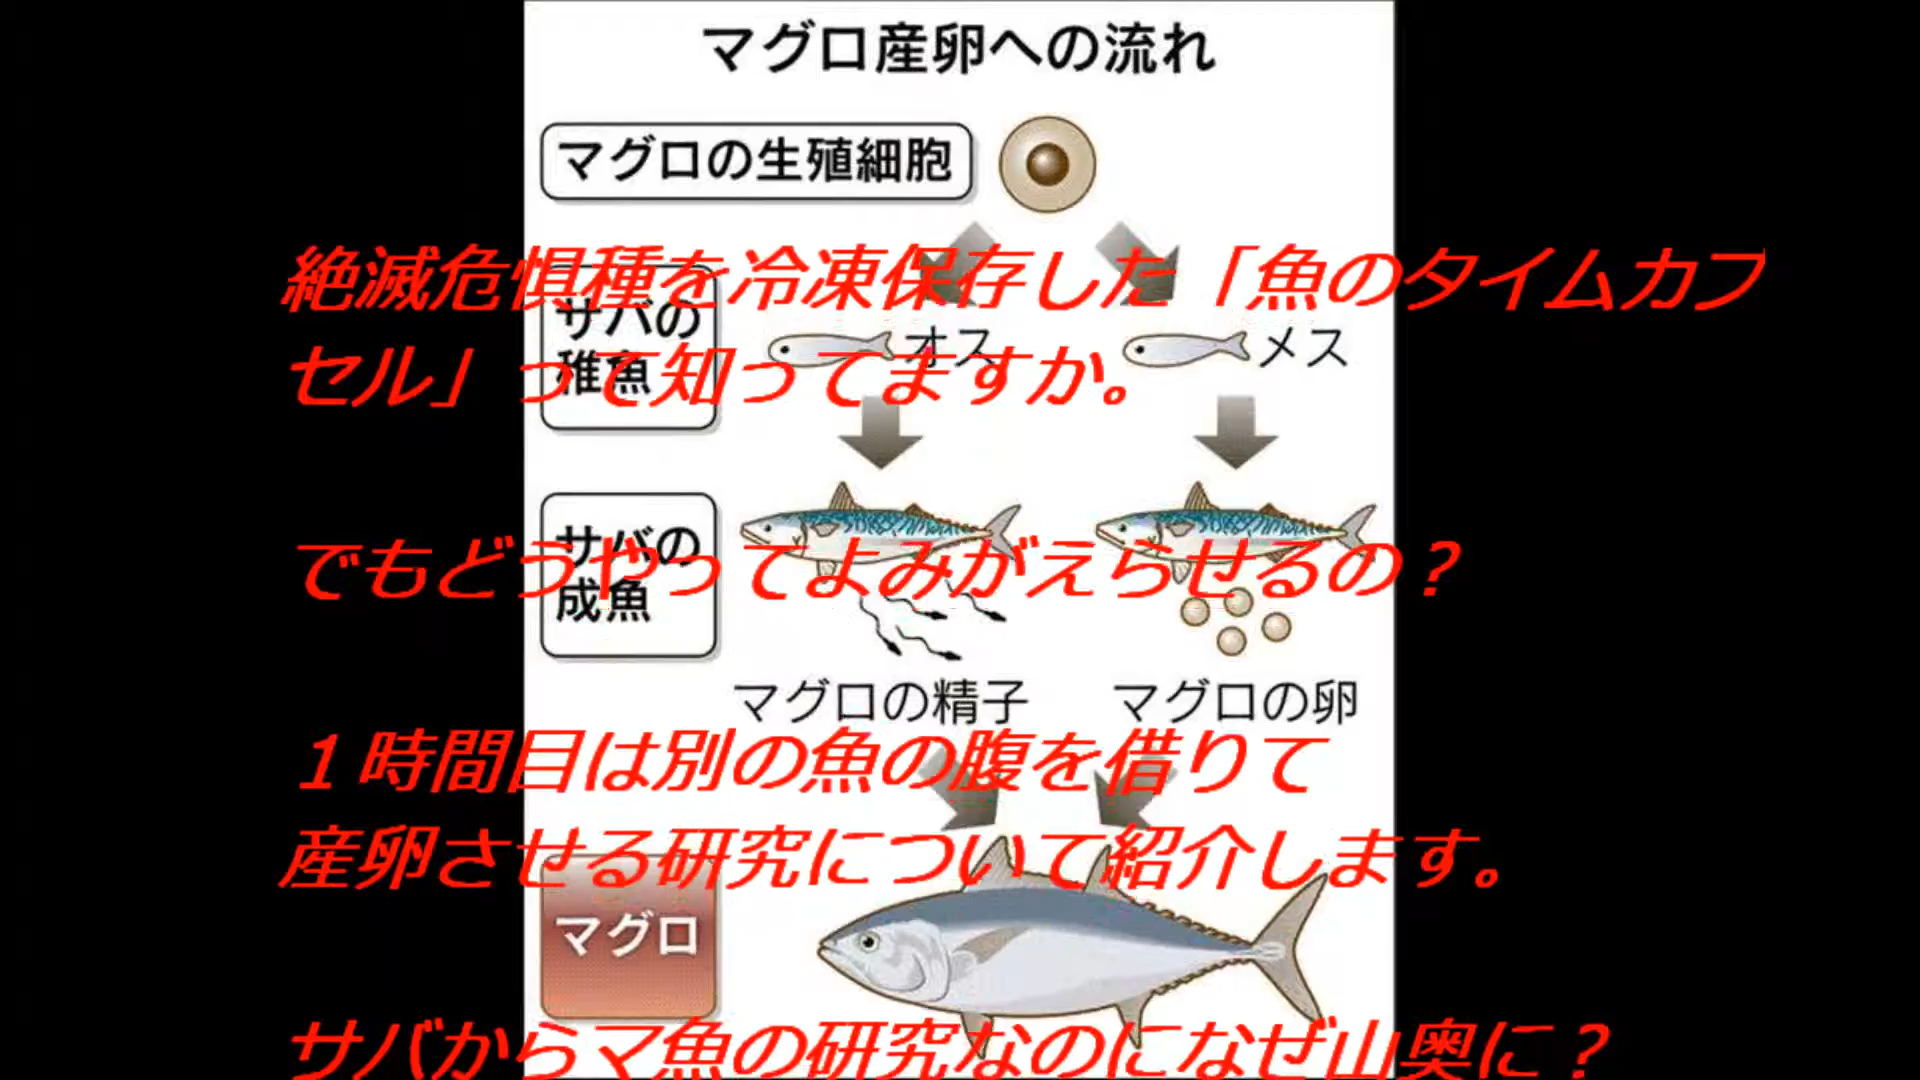 マグロ産卵への流れ
マグロの生殖細胞
絶滅危惧種を冷凍保存した「魚のタイムカプ
セル」って知ってますか。
サバの
稚魚
オス
メス
でもどうやってよみがえらせるの？
サバの
成魚
マグロの精子
マグロの卵
１時間目は別の魚の腹を借りて
産卵させる研究について紹介します。
マグロ
サバからマ魚の研究なのになぜ山奥に？